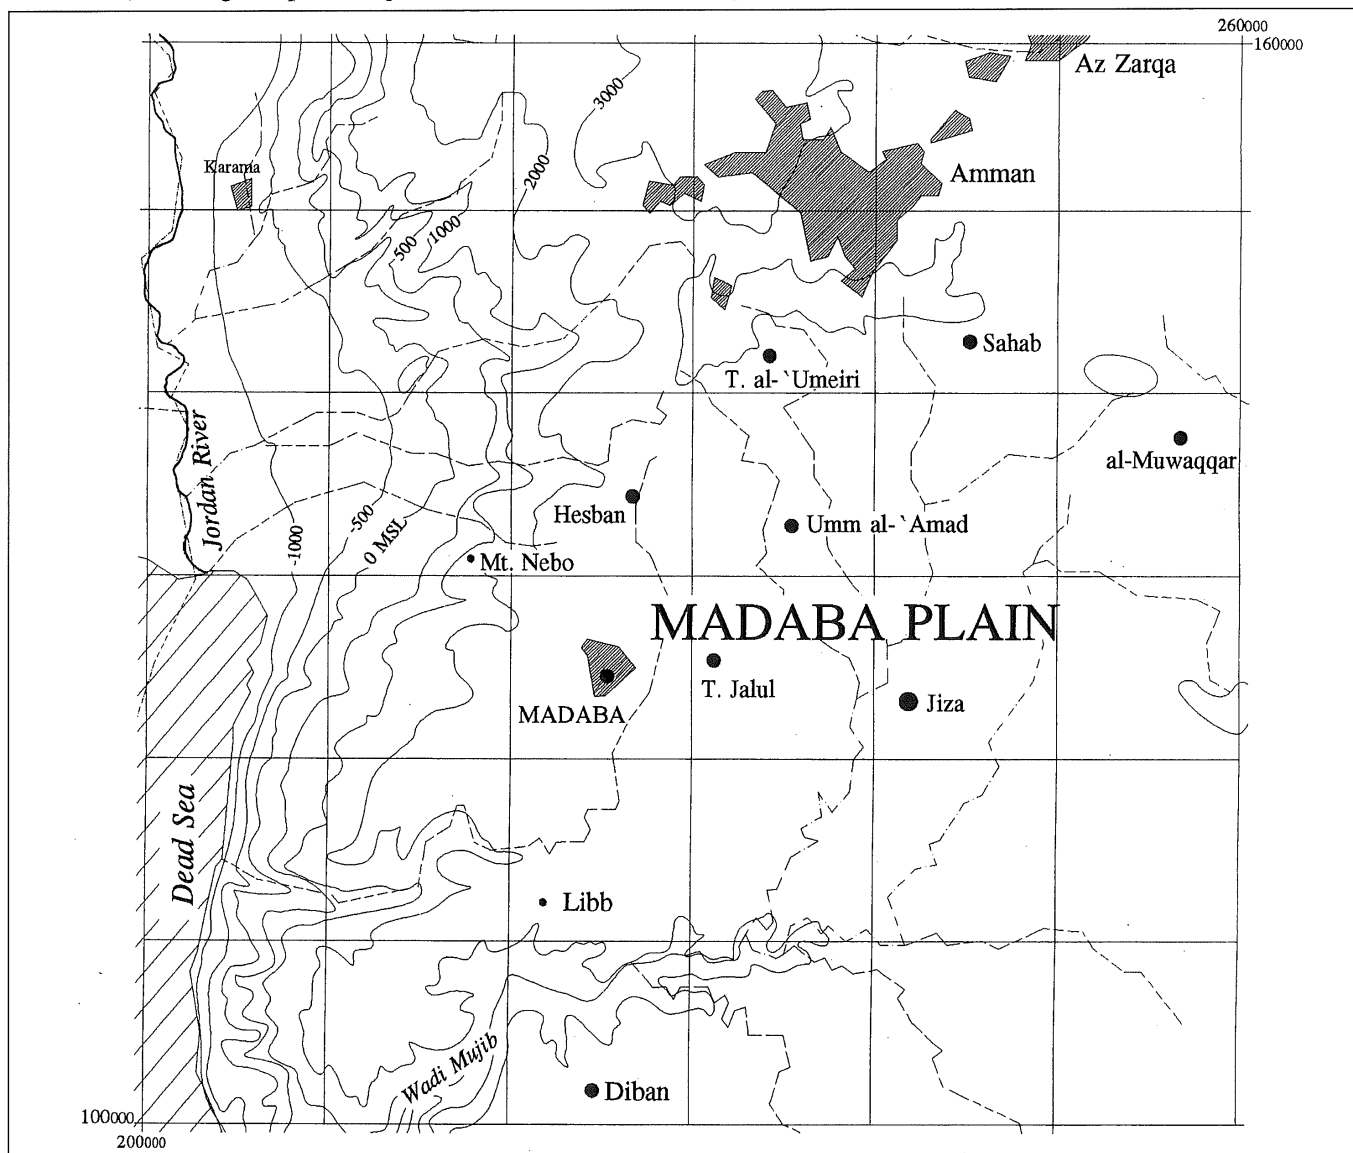 260000
160000
Az Zarqa
3000
Karama
Amman
2000
1000
500
Sahab
T. al-`Umeiri
Jordan River
al-Muwaqqar
Hesban
Umm al-`Amad
-500
-1000
0 MSL
Mt. Nebo
MADABA PLAIN
T. Jalul
MADABA
Jiza
Dead Sea
Libb
Wadi Mujib
Diban
100000
200000